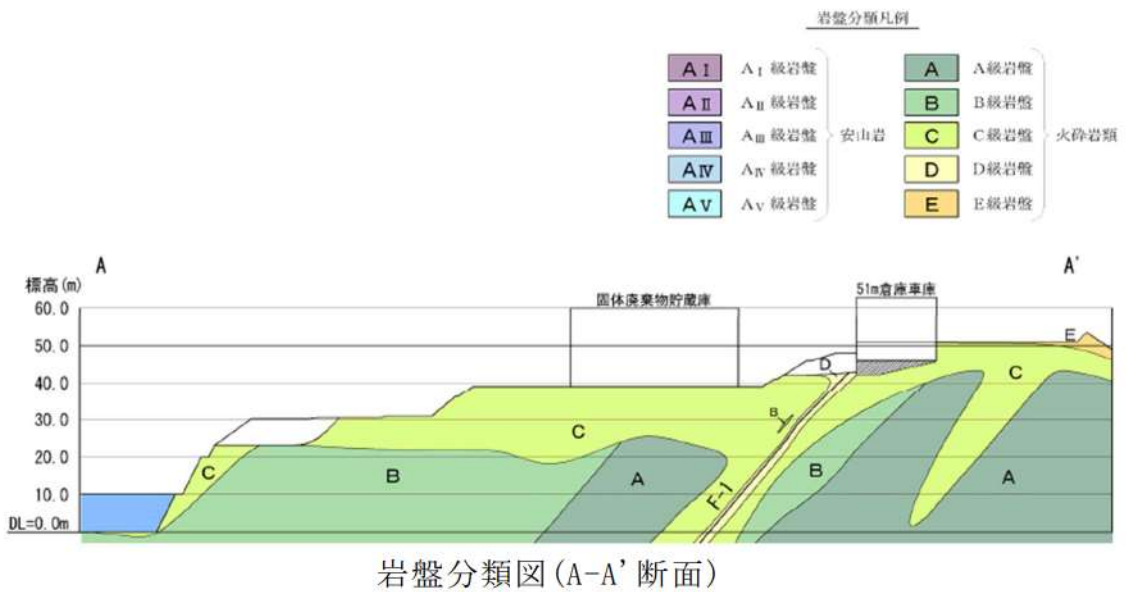 岩盤分類凡例
AⅠ AⅠ級岩盤
AⅡ AⅡ級岩盤
AⅢ AⅢ級岩盤
AⅣ AⅣ級岩盤
AⅤ AⅤ級岩盤
安山岩
A A級岩盤
B B級岩盤
C C級岩盤
D D級岩盤
E E級岩盤
火砕岩類
A
A'
標高(m)
60.0
50.0
40.0
30.0
20.0
10.0
DL=0.0m
固体廃棄物貯蔵庫
51m倉庫車庫
E
D
C
B
C
C
B
A
F-1
B
A
岩盤分類図(A-A'断面)